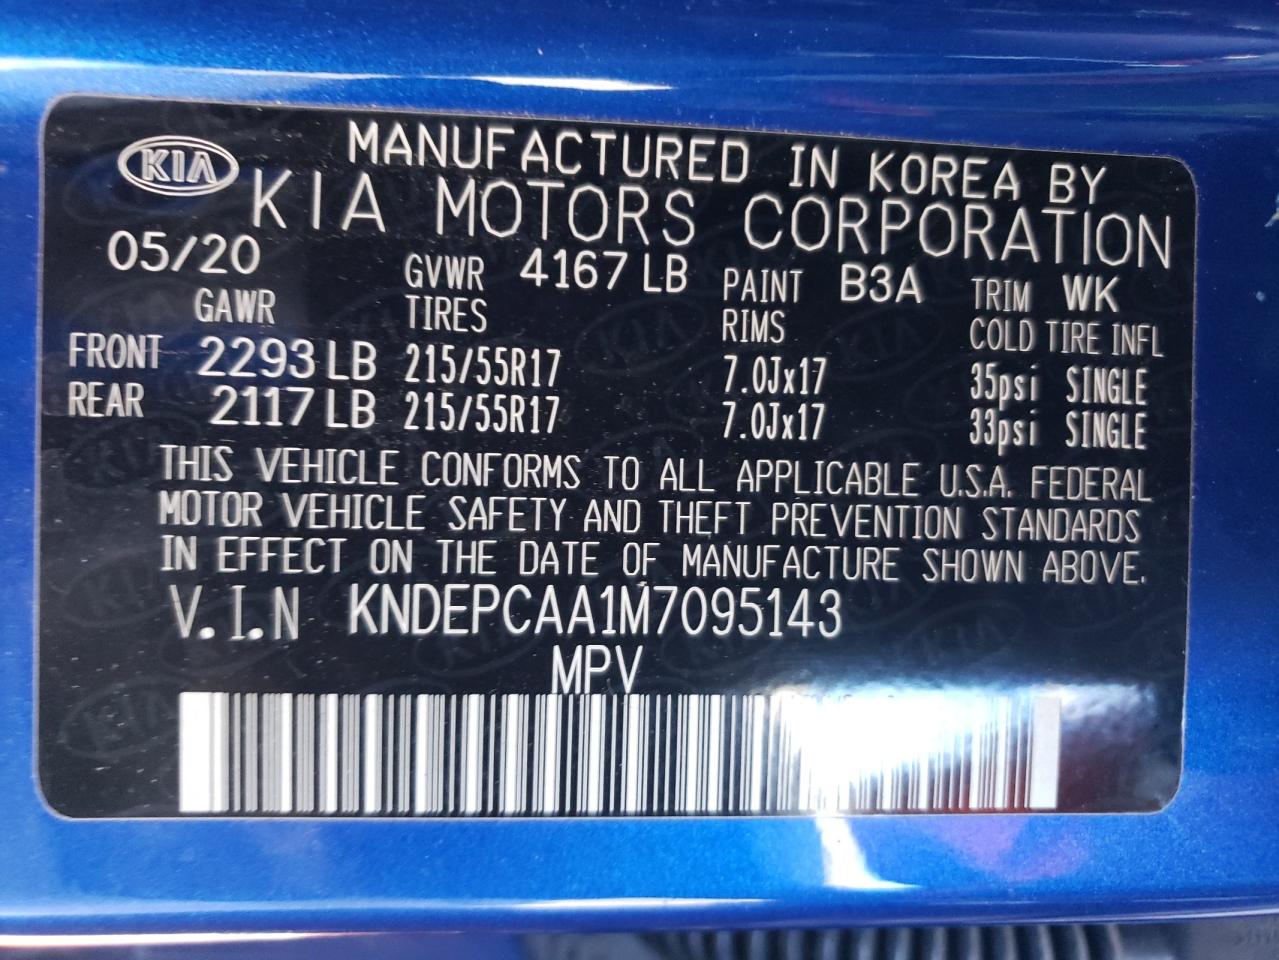 MANUFACTURED IN KOREA BY
KIA KIA MOTORS CORPORATION
05/20 GVWR 4167 LB PAINT B3A TRIM WK
GAWR TIRES RIMS COLD TIRE INFL
FRONT 2293 LB 215/55R17 7.0Jx17 35psi SINGLE
REAR 2117 LB 215/55R17 7.0Jx17 33psi SINGLE
THIS VEHICLE CONFORMS TO ALL APPLICABLE U.S.A. FEDERAL
MOTOR VEHICLE SAFETY AND THEFT PREVENTION STANDARDS
IN EFFECT ON THE DATE OF MANUFACTURE SHOWN ABOVE.
V.I.N KNDEPCAA1M7095143
MPV